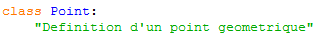 class Point:
    "Definition d'un point geometrique"